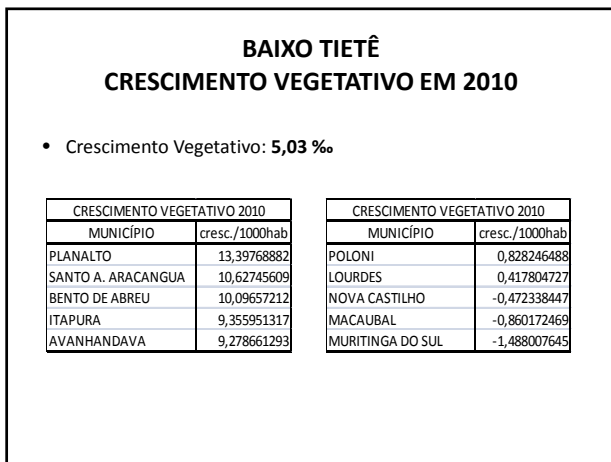 BAIXO TIETÊ
CRESCIMENTO VEGETATIVO EM 2010
• Crescimento Vegetativo: 5,03 ‰
CRESCIMENTO VEGETATIVO 2010
MUNICÍPIO cresc./1000hab
PLANALTO 13,39768882
SANTO A. ARACANGUA 10,62745609
BENTO DE ABREU 10,09657212
ITAPURA 9,355951317
AVANHANDAVA 9,278661293
CRESCIMENTO VEGETATIVO 2010
MUNICÍPIO cresc./1000hab
POLONI 0,828246488
LOURDES 0,417804727
NOVA CASTILHO -0,472338447
MACAUBAL -0,860172469
MURITINGA DO SUL -1,488007645